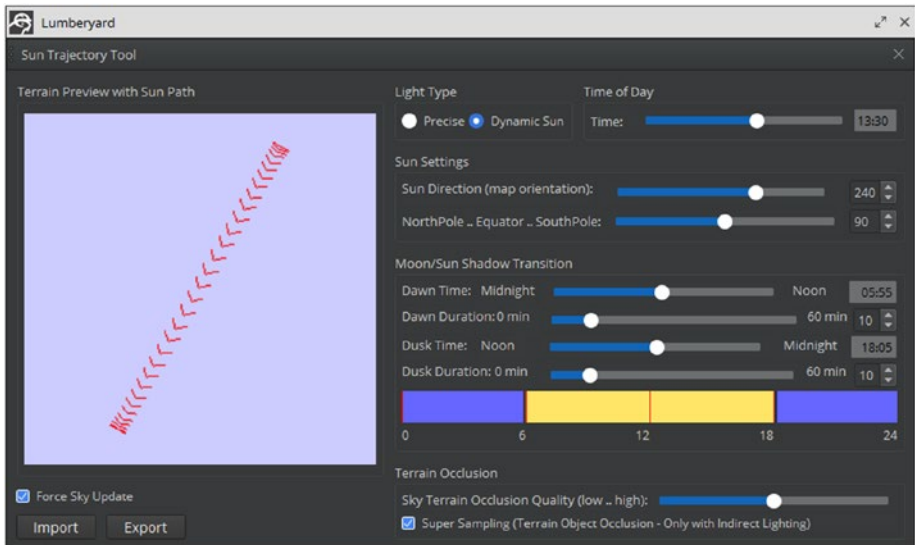 Lumberyard
Sun Trajectory Tool
Terrain Preview with Sun Path
Force Sky Update
Import Export
Light Type
Precise Dynamic Sun
Time of Day
Time: 13:30
Sun Settings
Sun Direction (map orientation): 240
NorthPole .. Equator .. SouthPole: 90
Moon/Sun Shadow Transition
Dawn Time: Midnight Noon 05:55
Dawn Duration: 0 min 60 min 10
Dusk Time: Noon Midnight 18:05
Dusk Duration: 0 min 60 min 10
0 6 12 18 24
Terrain Occlusion
Sky Terrain Occlusion Quality (low .. high):
Super Sampling (Terrain Object Occlusion - Only with Indirect Lighting)